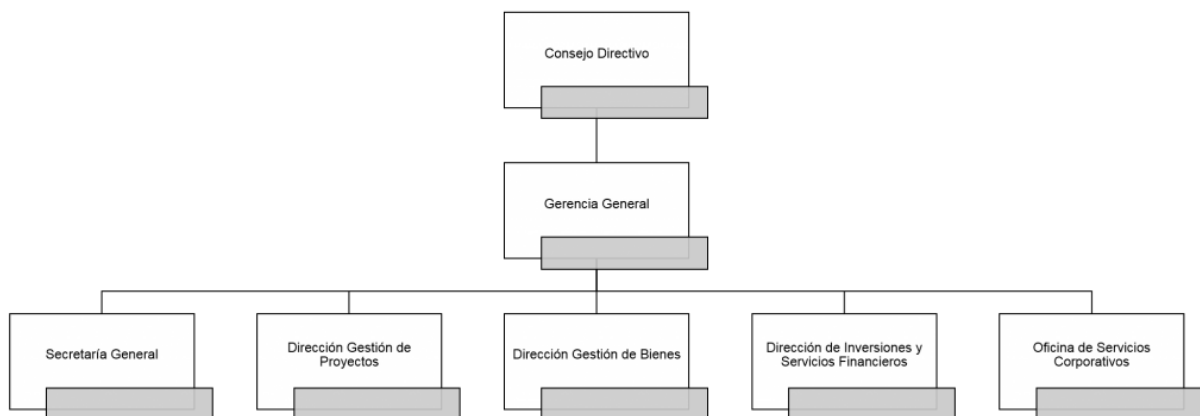 Consejo Directivo
Gerencia General
Secretaría General
Dirección Gestión de
Proyectos
Dirección Gestión de Bienes
Dirección de Inversiones y
Servicios Financieros
Oficina de Servicios
Corporativos